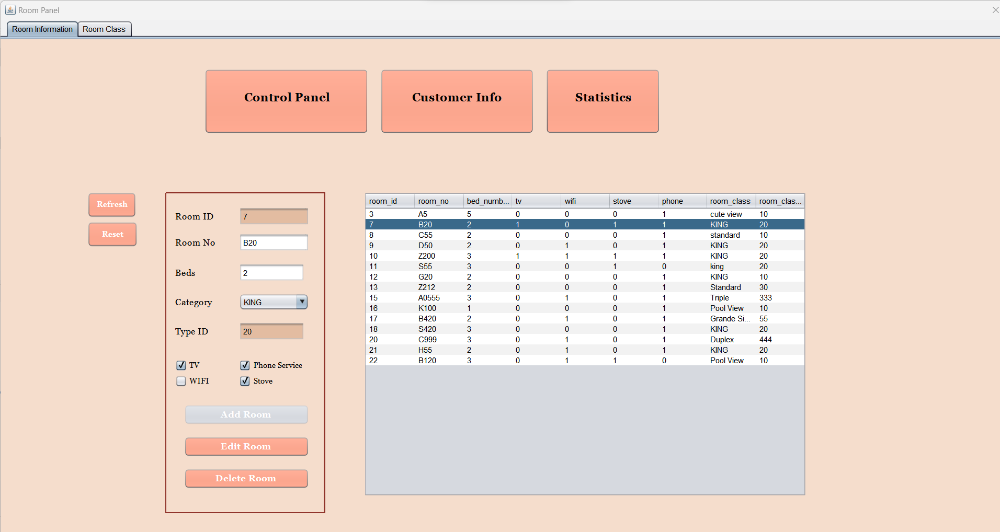 Room Panel
Room Information Room Class
Control Panel Customer Info Statistics
Refresh
Reset
Room ID 7
Room No B20
Beds 2
Category KING
Type ID 20
TV Phone Service
WIFI Stove
Add Room
Edit Room
Delete Room
room_id room_no bed_numb... tv wifi stove phone room_class room_clas...
3 A5 5 0 0 0 1 cute view 10
7 B20 2 1 0 1 1 KING 20
8 C55 2 0 0 0 1 standard 10
9 D50 2 0 1 0 1 KING 20
10 Z200 3 1 1 1 1 KING 20
11 S55 3 0 0 1 0 king 20
12 G20 2 0 0 0 1 KING 10
13 Z212 2 0 0 0 1 Standard 30
15 A0555 3 0 1 0 1 Triple 333
16 K100 1 0 0 0 1 Pool View 10
17 B420 2 0 1 0 1 Grande Si... 55
18 S420 3 0 0 0 1 KING 20
20 C999 3 0 1 0 1 Duplex 444
21 H55 2 0 1 0 1 KING 20
22 B120 3 0 1 1 0 Pool View 10